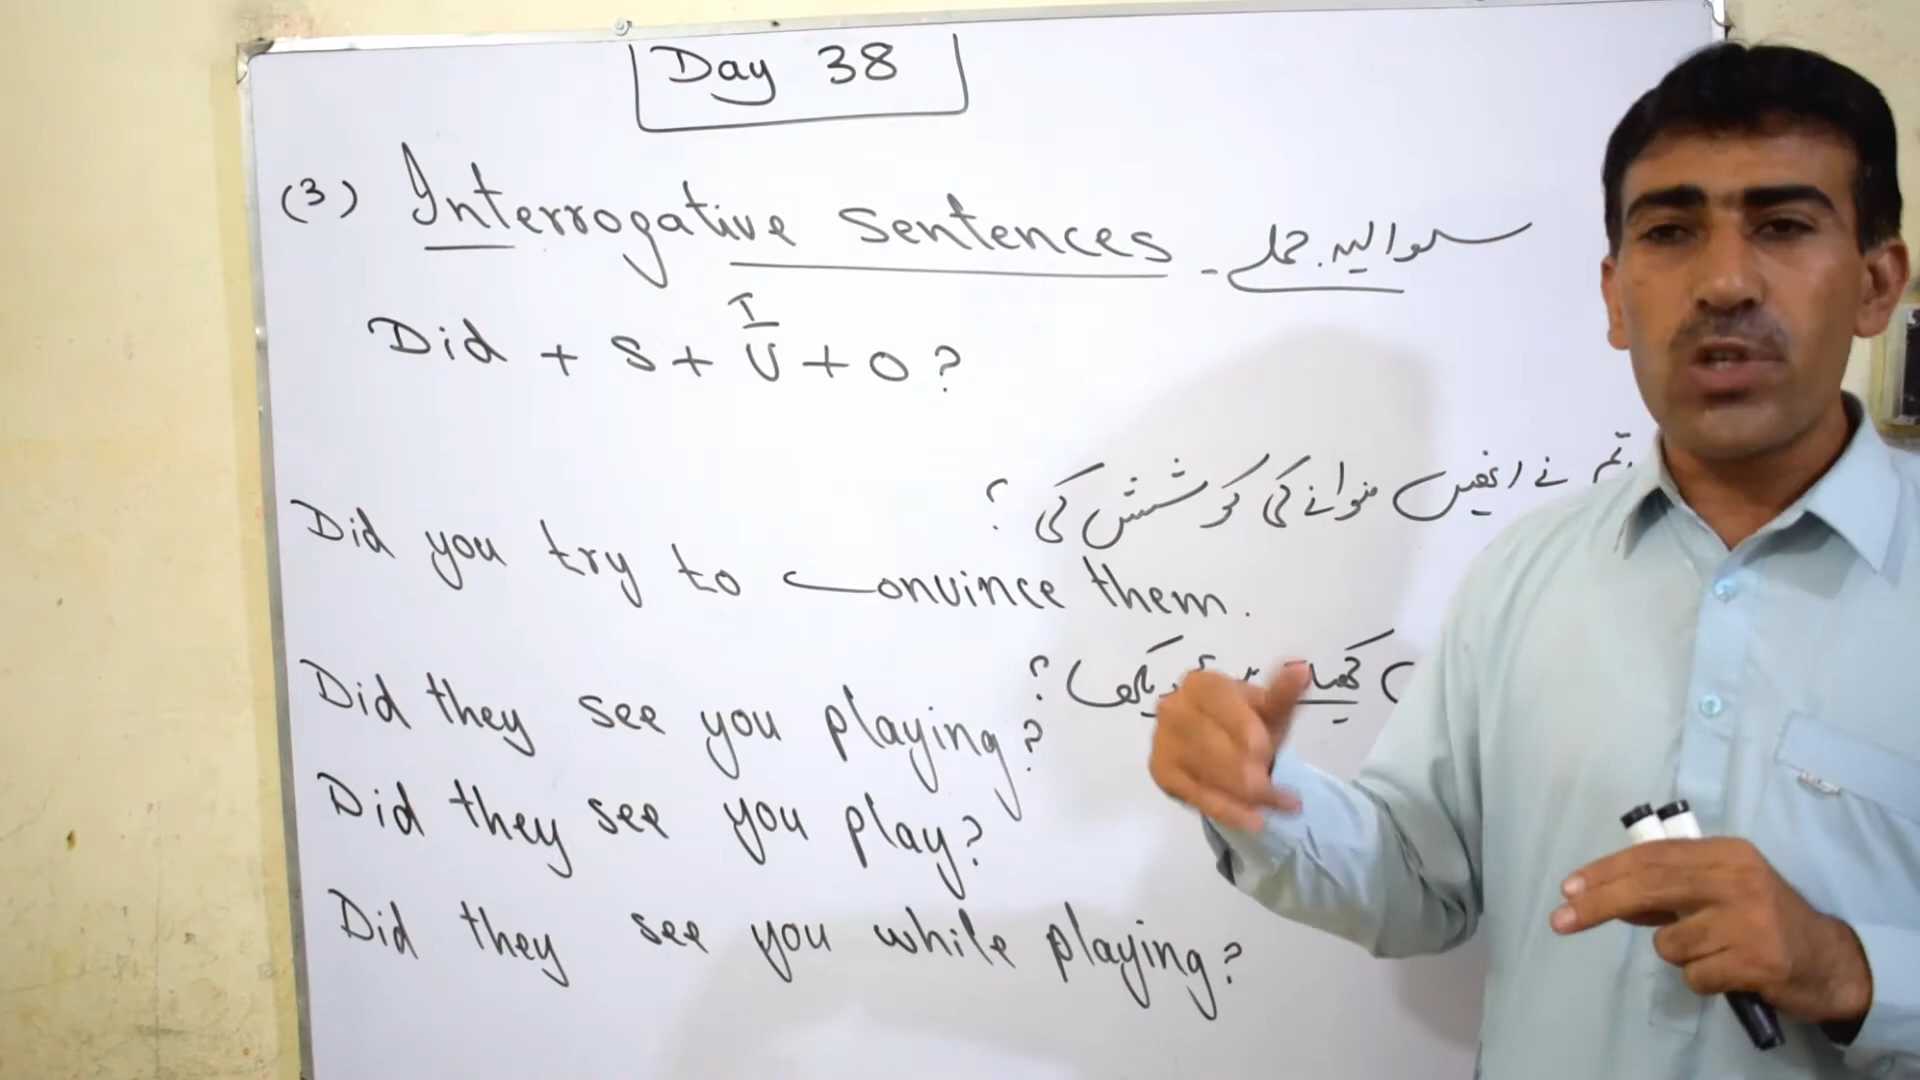 Day 38
(3) Interrogative Sentences - سوالیہ جملے
Did + S + V I + O ?
تم نے انھیں منوانے کی کوشش کی ؟
Did you try to convince them.
Did they see you playing?
Did they see you play?
Did they see you while playing?